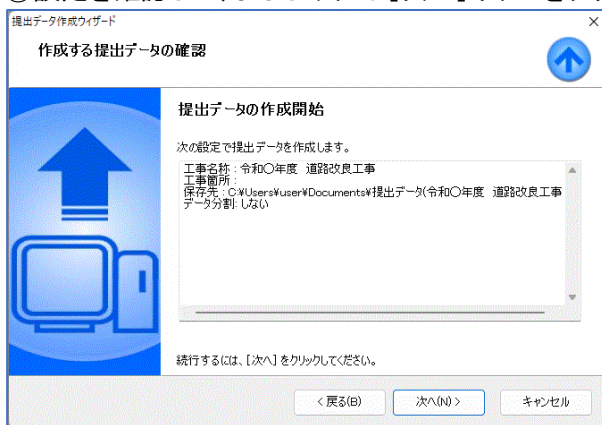 提出データ作成ウィザード
作成する提出データの確認
提出データの作成開始
次の設定で提出データを作成します。
工事名称 : 令和〇年度 道路改良工事
工事箇所 :
保存先 : C:¥Users¥user¥Documents¥提出データ(令和〇年度 道路改良工事
データ分割: しない
続行するには、[次へ] をクリックしてください。
< 戻る(B) 次へ(N) > キャンセル